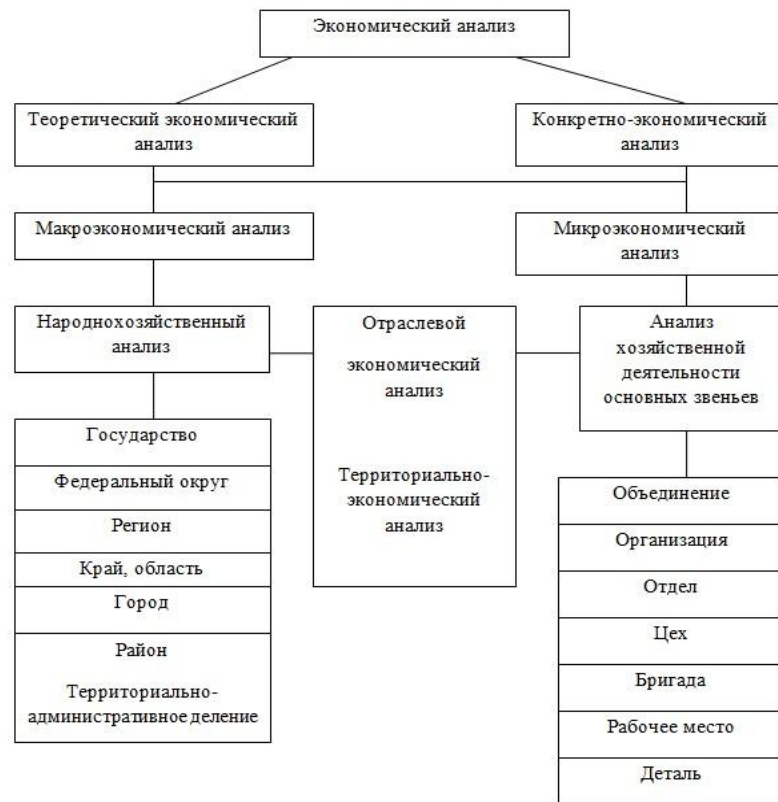 Экономический анализ
Теоретический экономический
анализ
Конкретно-экономический
анализ
Макроэкономический анализ
Микроэкономический
анализ
Народнохозяйственный
анализ
Отраслевой
экономический
анализ
Территориально-
экономический
анализ
Анализ
хозяйственной
деятельности
основных звеньев
Государство
Федеральный округ
Регион
Край, область
Город
Район
Территориально-
административное деление
Объединение
Организация
Отдел
Цех
Бригада
Рабочее место
Деталь